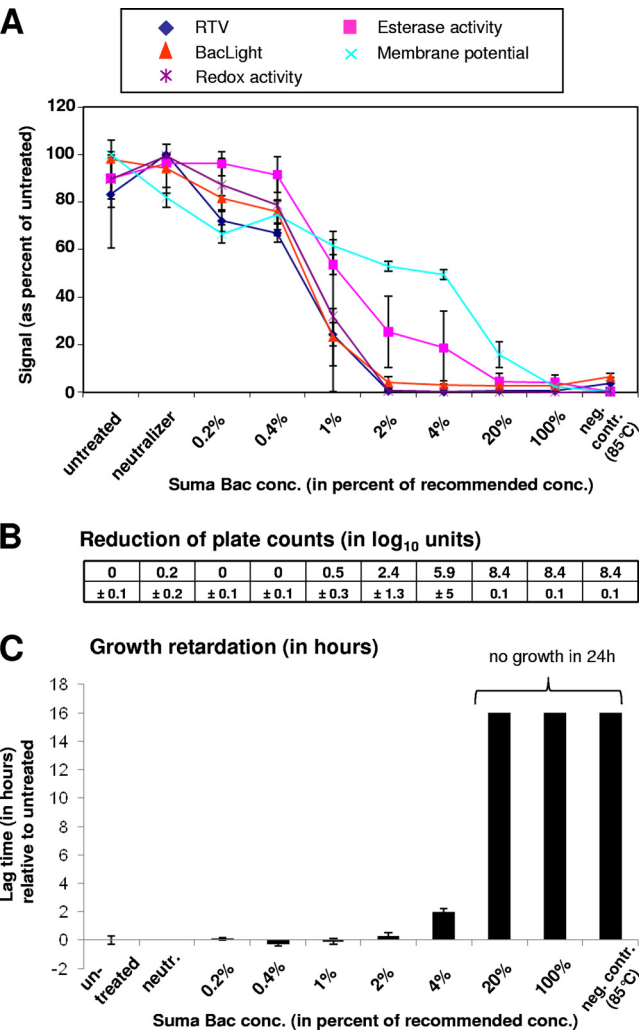 A
RTV
Esterase activity
BacLight
Membrane potential
Redox activity
120
100
80
60
40
20
0
Signal (as percent of untreated)
untreated
neutralizer
0.2%
0.4%
1%
2%
4%
20%
100%
neg. contr. (85°C)
Suma Bac conc. (in percent of recommended conc.)
B
Reduction of plate counts (in log10 units)
0 0.2 0 0 0.5 2.4 5.9 8.4 8.4 8.4
± 0.1 ± 0.2 ± 0.1 ± 0.1 ± 0.3 ± 1.3 ± 5 0.1 0.1 0.1
C
Growth retardation (in hours)
no growth in 24h
18
16
14
12
10
8
6
4
2
0
-2
Lag time (in hours)
relative to untreated
un-
treated
neutr.
0.2%
0.4%
1%
2%
4%
20%
100%
neg. contr.
(85°C)
Suma Bac conc. (in percent of recommended conc.)